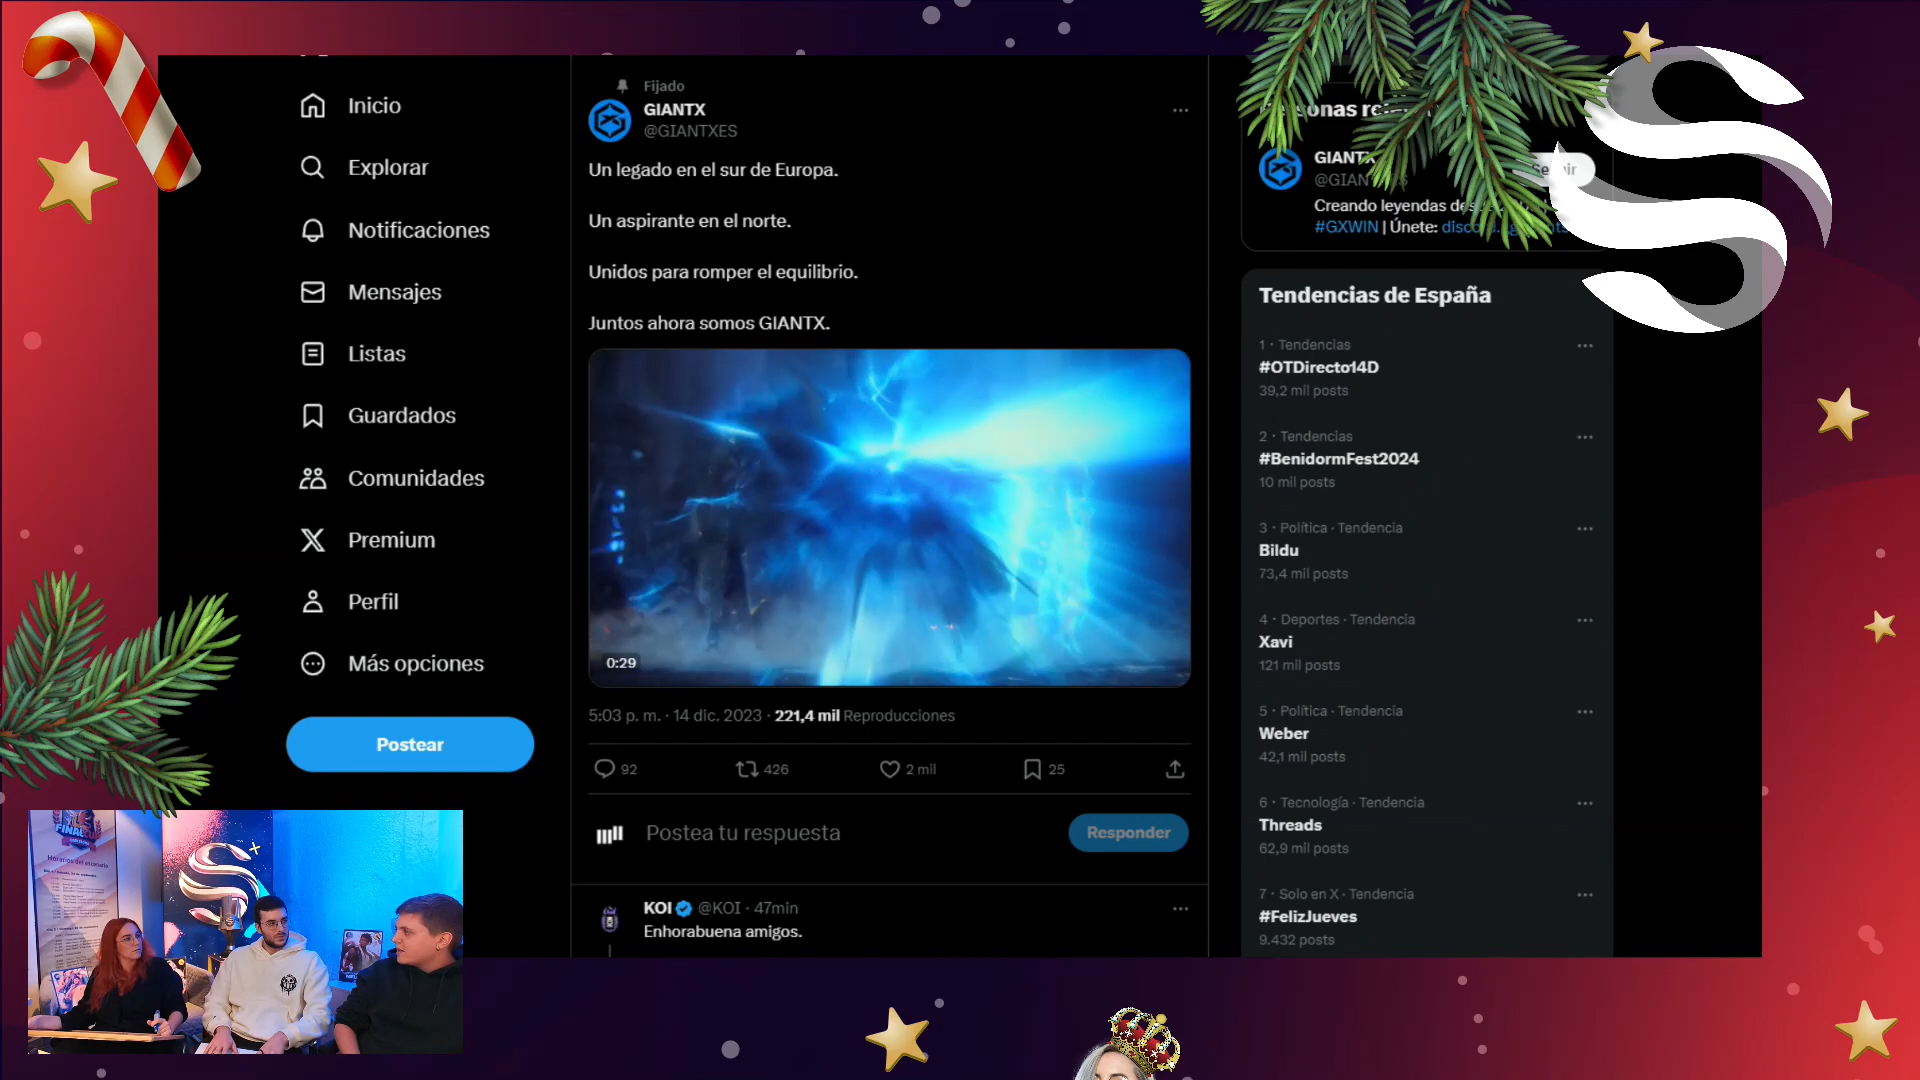 Inicio
Explorar
Notificaciones
Mensajes
Listas
Guardados
Comunidades
Premium
Perfil
Más opciones
Postear
Fijado
GIANTX
@GIANTXES
Un legado en el sur de Europa.
Un aspirante en el norte.
Unidos para romper el equilibrio.
Juntos ahora somos GIANTX.
0:29
5:03 p. m. · 14 dic. 2023 · 221,4 mil Reproducciones
92
426
2 mil
25
Postea tu respuesta
Responder
KOI @KOI · 47min
Enhorabuena amigos.
GIANTX
Creando leyendas
#GXWIN | Únete:
Tendencias de España
1 · Tendencias
#OTDirecto14D
39,2 mil posts
2 · Tendencias
#BenidormFest2024
10 mil posts
3 · Política · Tendencia
Bildu
73,4 mil posts
4 · Deportes · Tendencia
Xavi
121 mil posts
5 · Política · Tendencia
Weber
42,1 mil posts
6 · Tecnología · Tendencia
Threads
62,9 mil posts
7 · Solo en X · Tendencia
#FelizJueves
9.432 posts
FINAL
Horarios del escenario